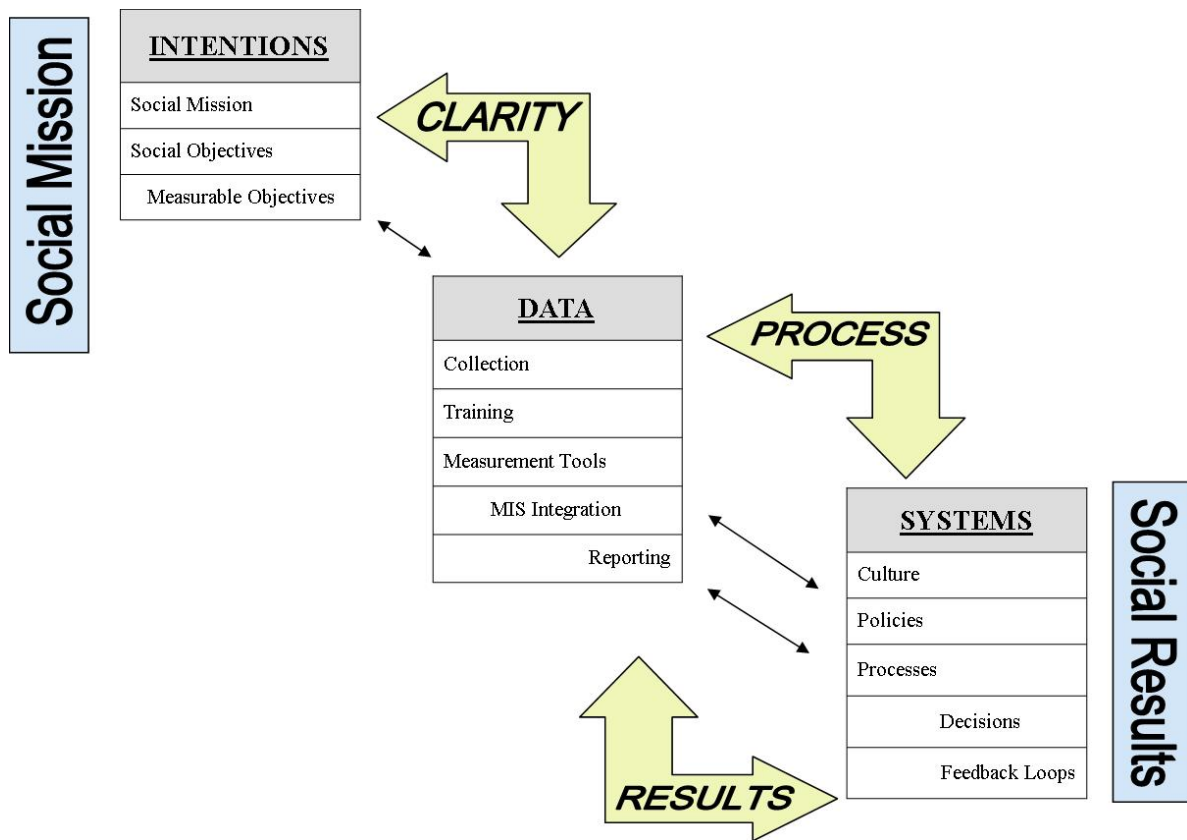 Social Mission
INTENTIONS
Social Mission
Social Objectives
Measurable Objectives
CLARITY
DATA
Collection
Training
Measurement Tools
MIS Integration
Reporting
PROCESS
SYSTEMS
Culture
Policies
Processes
Decisions
Feedback Loops
RESULTS
Social Results